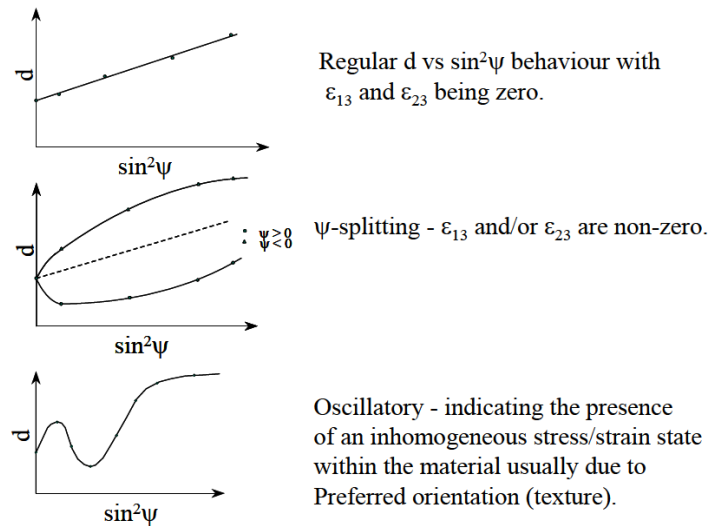 d
Regular d vs sin²ψ behaviour with
ε₁₃ and ε₂₃ being zero.
sin²ψ
d
ψ>0
ψ<0
ψ-splitting - ε₁₃ and/or ε₂₃ are non-zero.
sin²ψ
d
Oscillatory - indicating the presence
of an inhomogeneous stress/strain state
within the material usually due to
Preferred orientation (texture).
sin²ψ